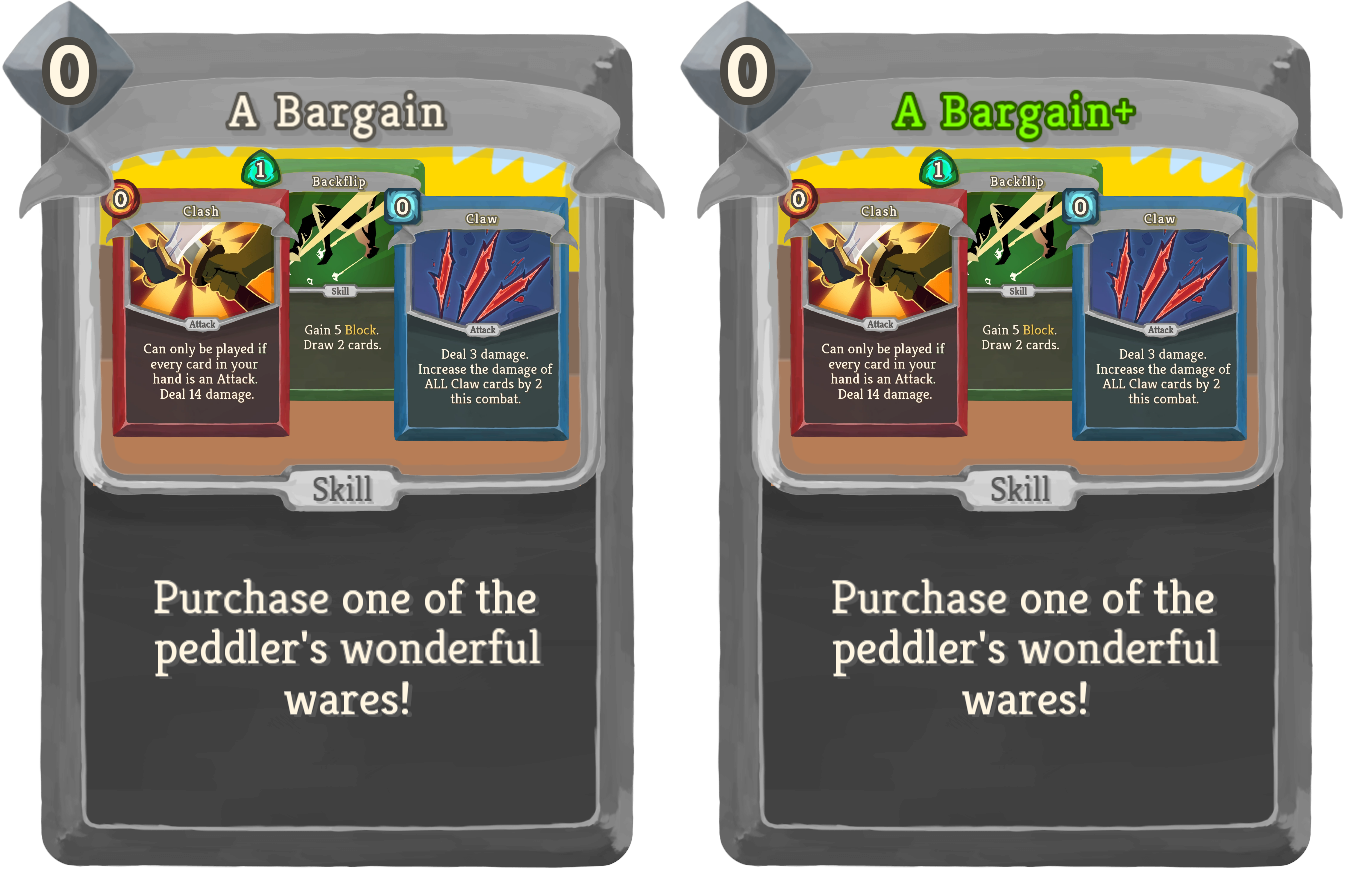 0
A Bargain
1
Backflip
0
Clash
0
Claw
Skill
Gain 5 Block.
Draw 2 cards.
Attack
Can only be played if
every card in your
hand is an Attack.
Deal 14 damage.
Attack
Deal 3 damage.
Increase the damage of
ALL Claw cards by 2
this combat.
Skill
Purchase one of the
peddler's wonderful
wares!
0
A Bargain+
1
Backflip
0
Clash
0
Claw
Skill
Gain 5 Block.
Draw 2 cards.
Attack
Can only be played if
every card in your
hand is an Attack.
Deal 14 damage.
Attack
Deal 3 damage.
Increase the damage of
ALL Claw cards by 2
this combat.
Skill
Purchase one of the
peddler's wonderful
wares!